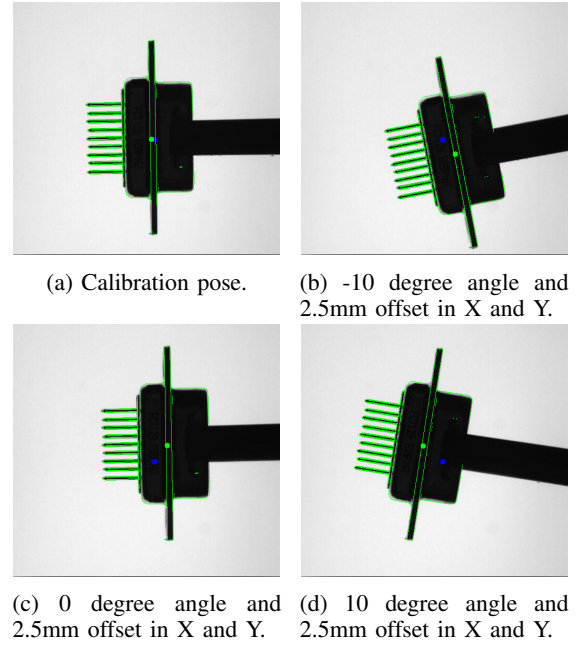 (a) Calibration pose.
(b) -10 degree angle and
2.5mm offset in X and Y.
(c) 0 degree angle and
2.5mm offset in X and Y.
(d) 10 degree angle and
2.5mm offset in X and Y.